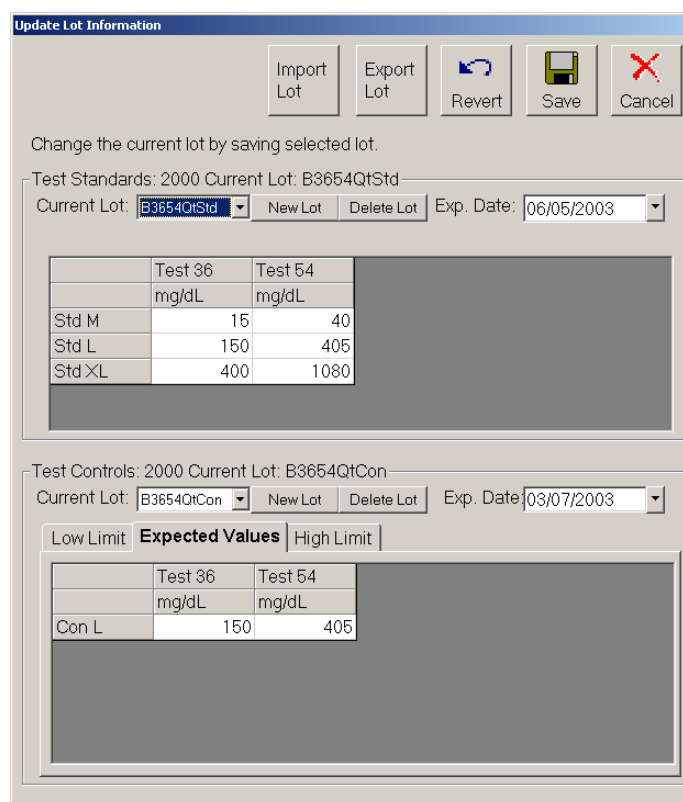 Update Lot Information
Import Lot Export Lot Revert Save Cancel
Change the current lot by saving selected lot.
Test Standards: 2000 Current Lot: B3654QtStd
Current Lot: B3654QtStd New Lot Delete Lot Exp. Date: 06/05/2003
Test 36 Test 54
mg/dL mg/dL
Std M 15 40
Std L 150 405
Std XL 400 1080
Test Controls: 2000 Current Lot: B3654QtCon
Current Lot: B3654QtCon New Lot Delete Lot Exp. Date: 03/07/2003
Low Limit Expected Values High Limit
Test 36 Test 54
mg/dL mg/dL
Con L 150 405